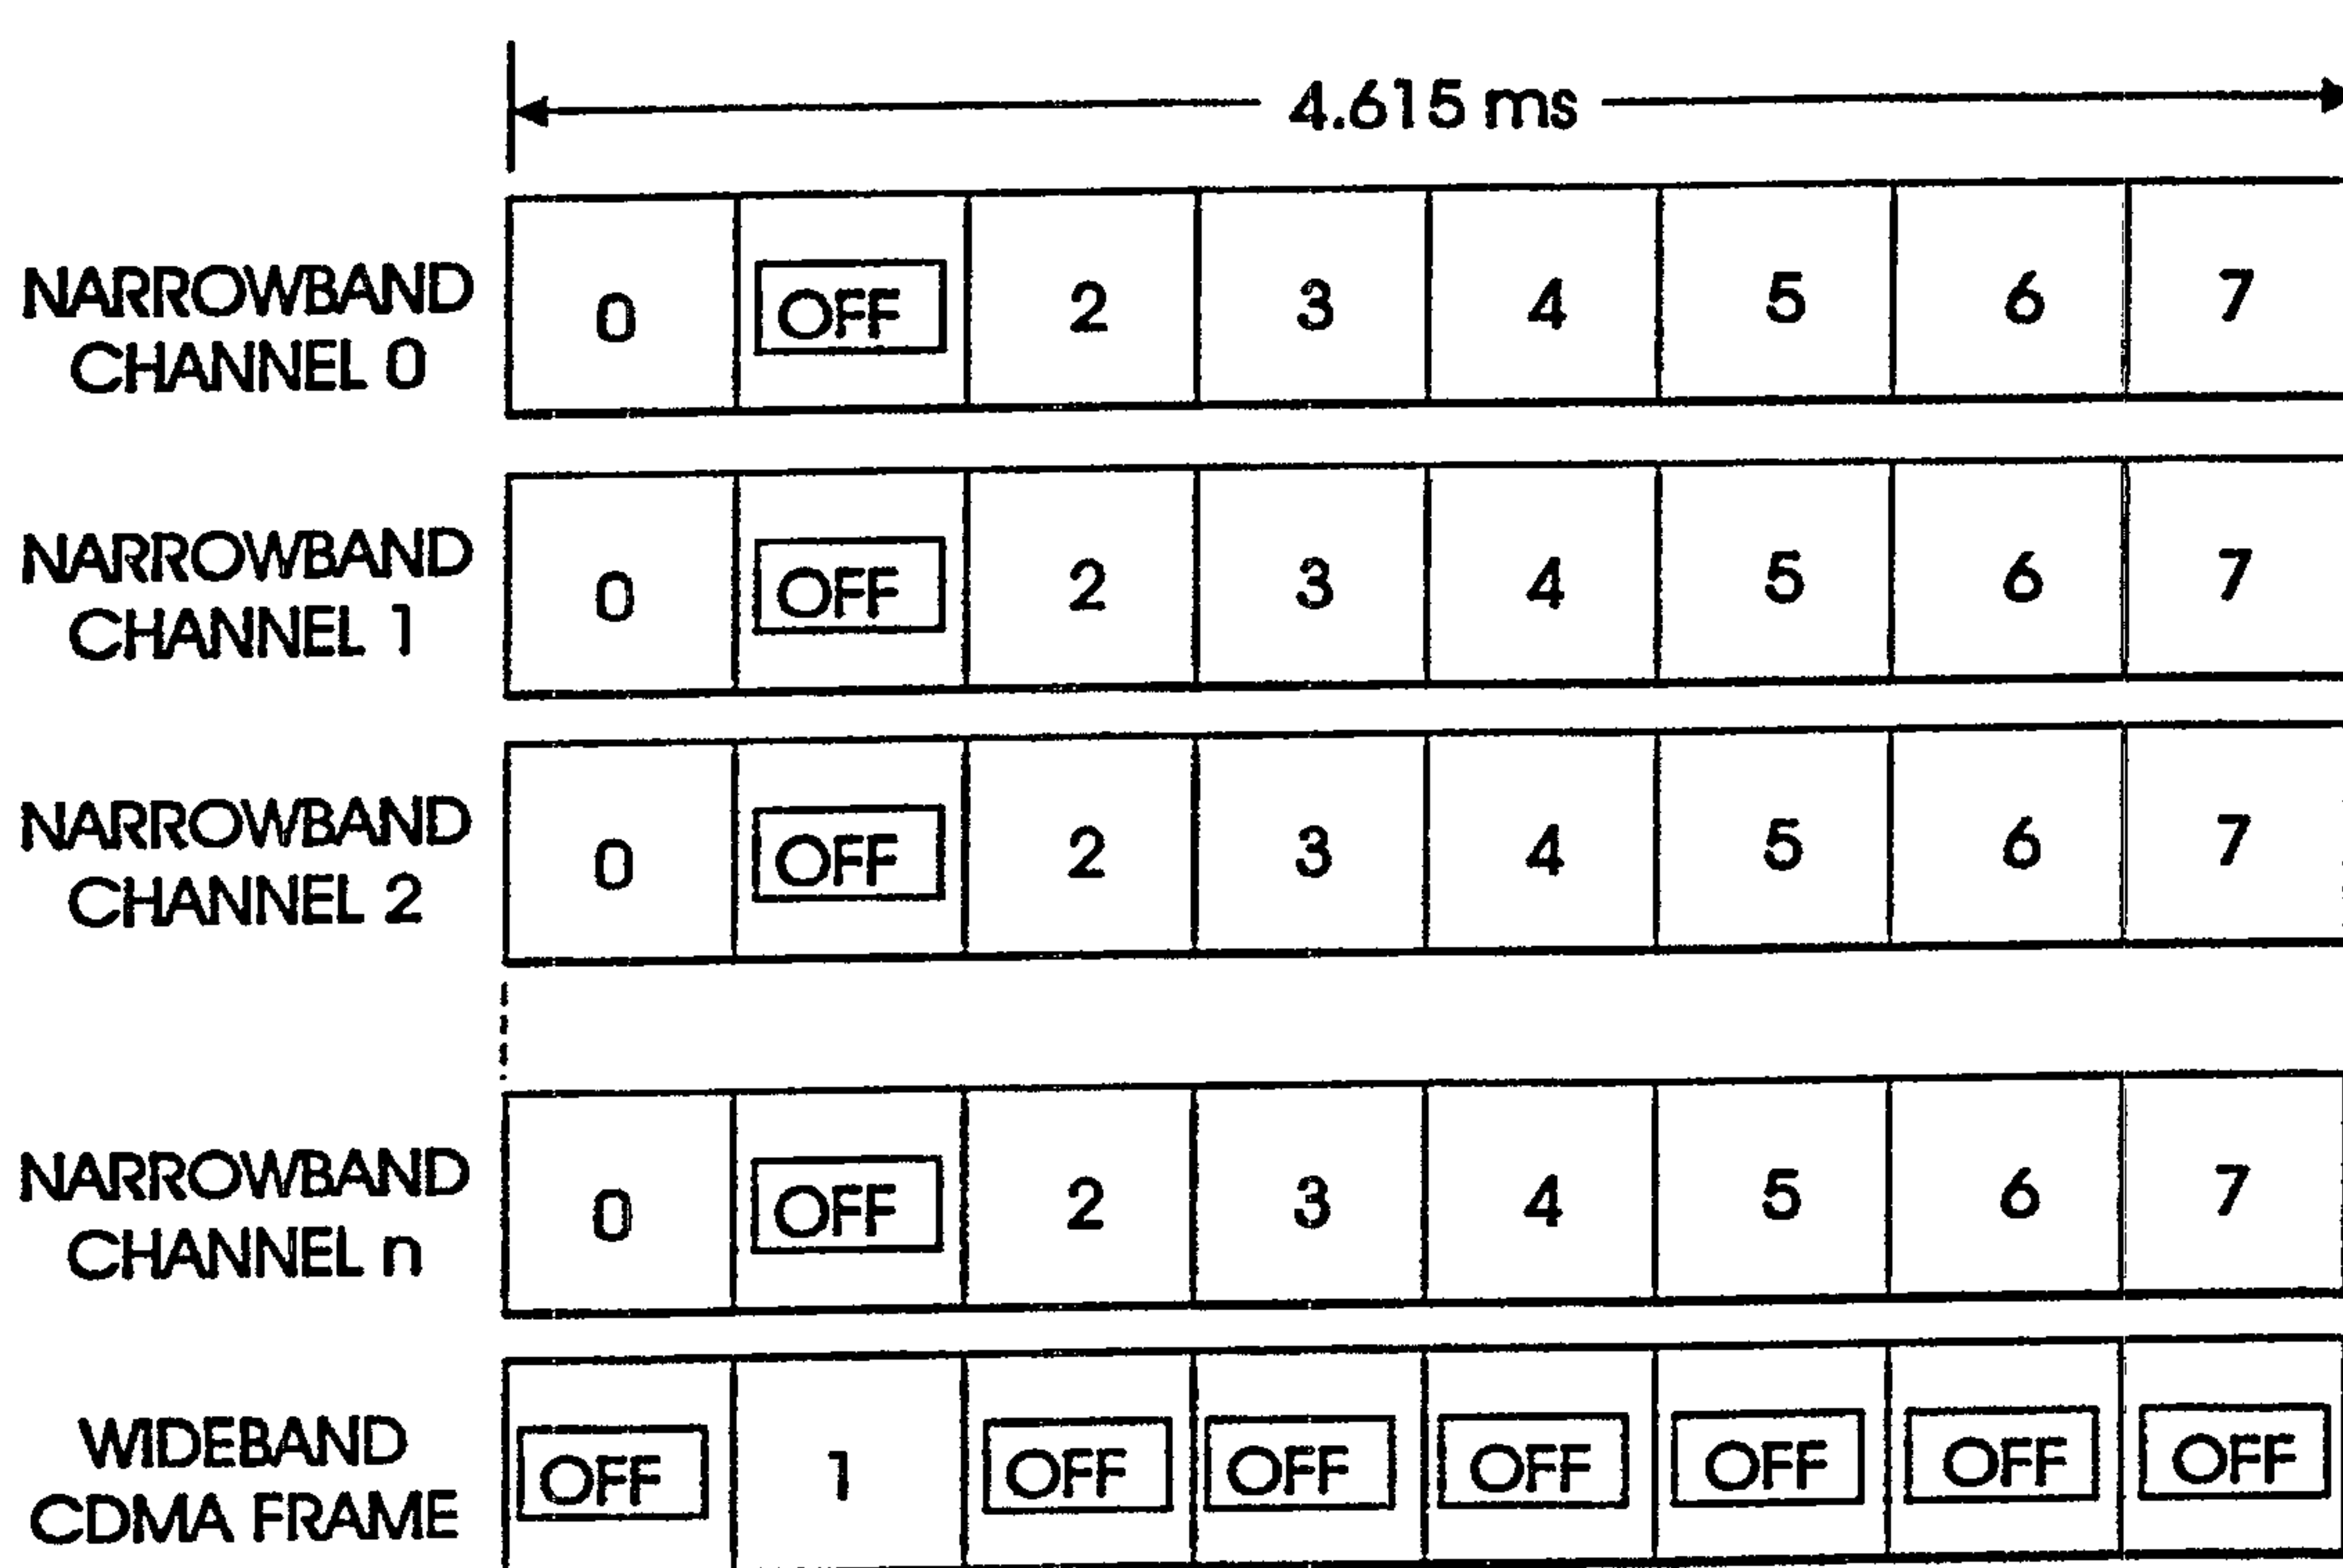 4.615 ms
NARROWBAND
CHANNEL 0
0 OFF 2 3 4 5 6 7
NARROWBAND
CHANNEL 1
0 OFF 2 3 4 5 6 7
NARROWBAND
CHANNEL 2
0 OFF 2 3 4 5 6 7
NARROWBAND
CHANNEL n
0 OFF 2 3 4 5 6 7
WIDEBAND
CDMA FRAME
OFF 1 OFF OFF OFF OFF OFF OFF